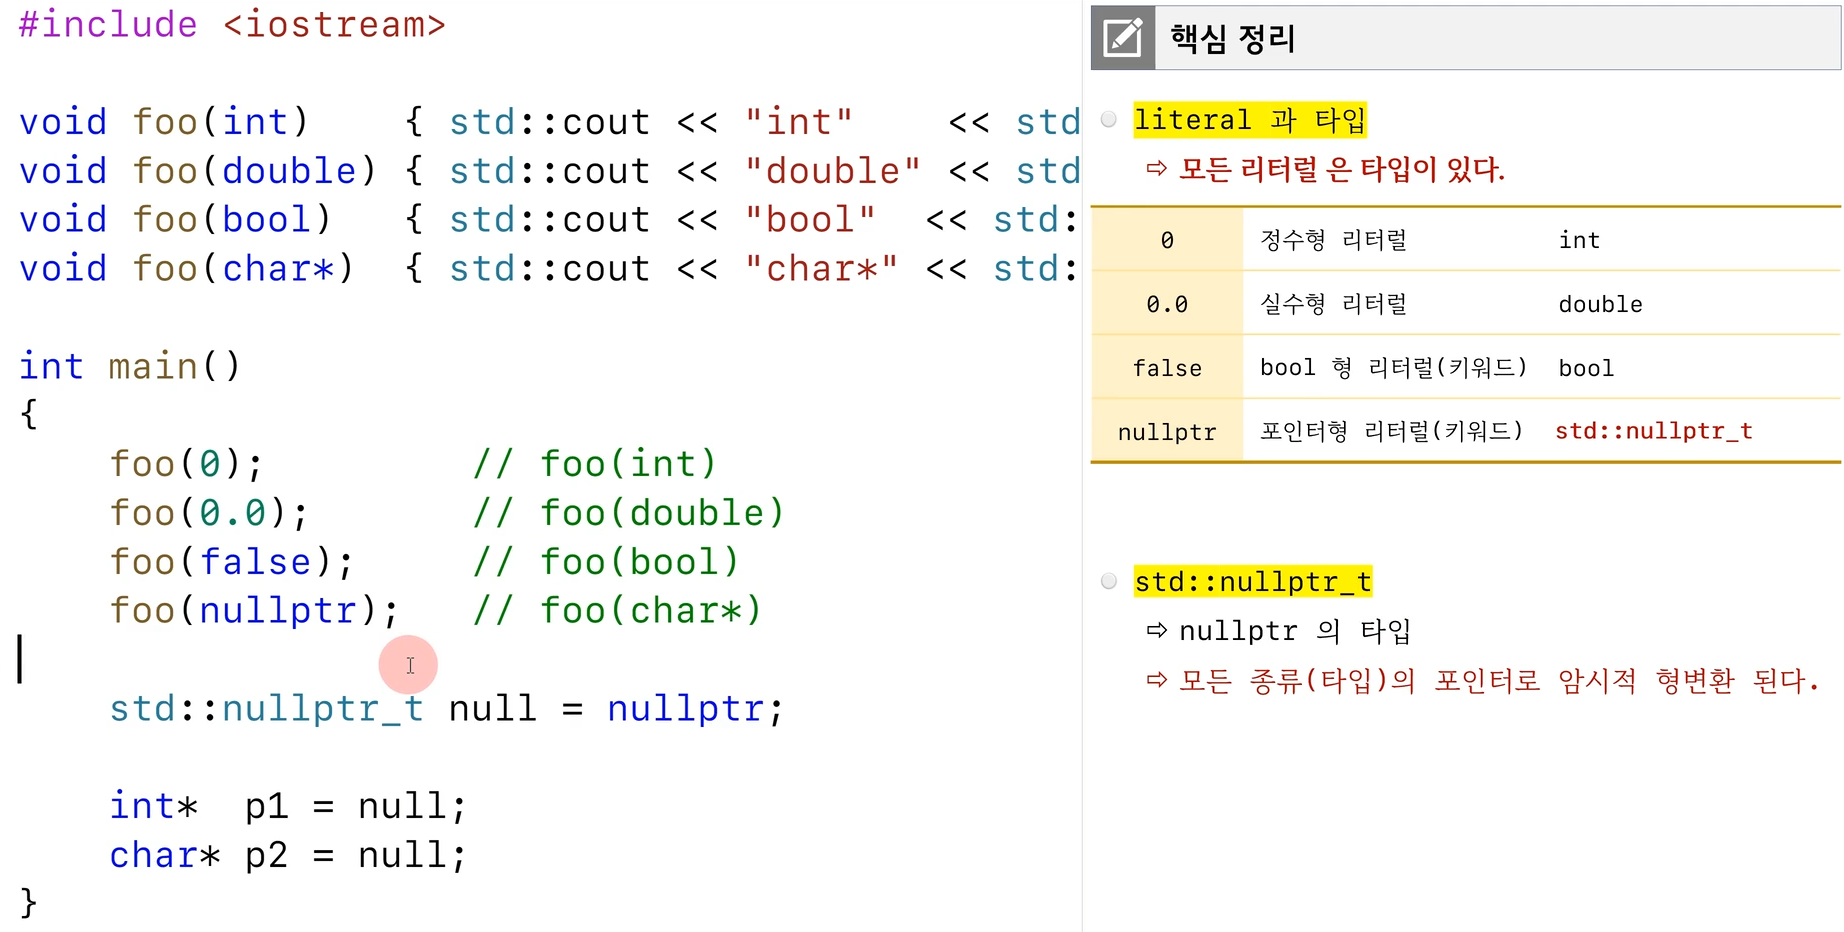 #include <iostream>
void foo(int)    { std::cout << "int"    << std
void foo(double) { std::cout << "double" << std
void foo(bool)   { std::cout << "bool"  << std:
void foo(char*)  { std::cout << "char*" << std:
int main()
{
    foo(0);         // foo(int)
    foo(0.0);       // foo(double)
    foo(false);     // foo(bool)
    foo(nullptr);   // foo(char*)
    std::nullptr_t null = nullptr;
    int*  p1 = null;
    char* p2 = null;
}
핵심 정리
literal 과 타입
⇨ 모든 리터럴 은 타입이 있다.
0 정수형 리터럴 int
0.0 실수형 리터럴 double
false bool 형 리터럴(키워드) bool
nullptr 포인터형 리터럴(키워드) std::nullptr_t
std::nullptr_t
⇨ nullptr 의 타입
⇨ 모든 종류(타입)의 포인터로 암시적 형변환 된다.